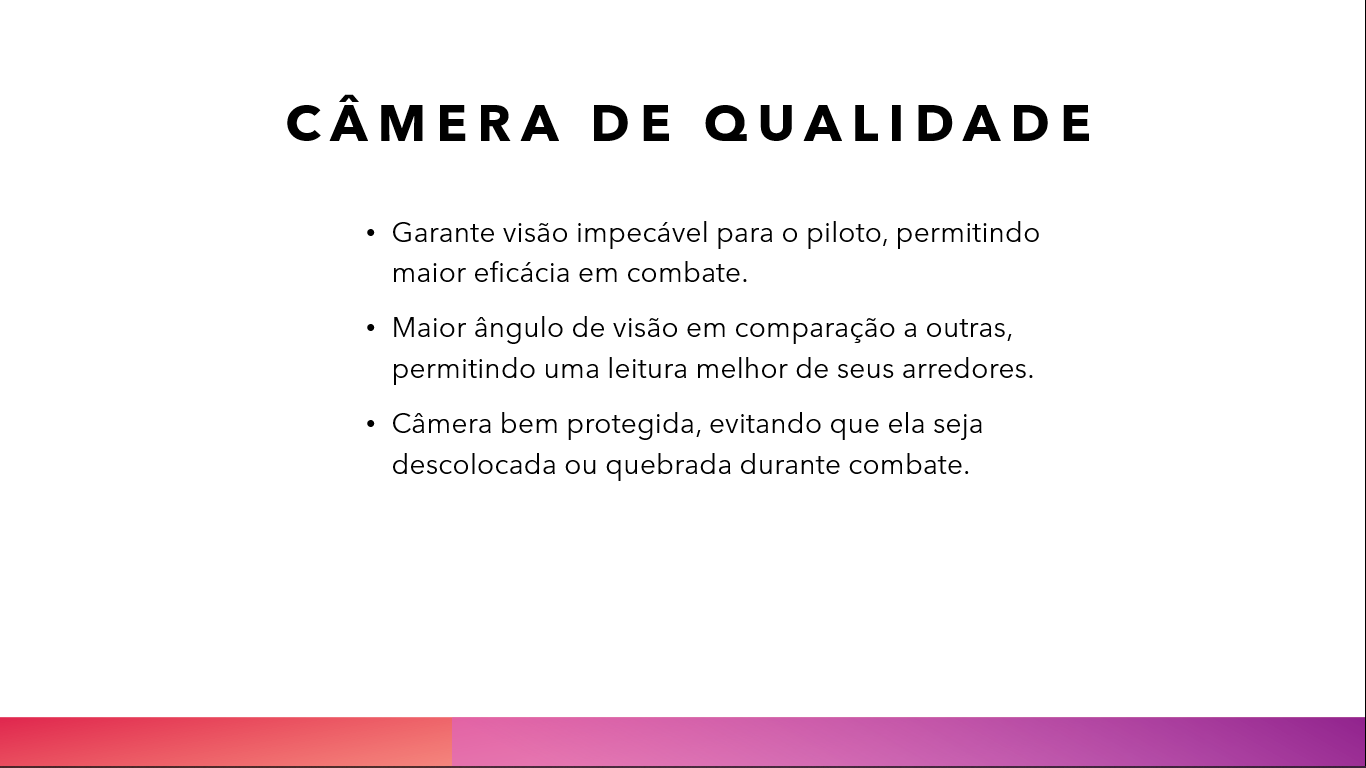 CÂMERA DE QUALIDADE
• Garante visão impecável para o piloto, permitindo
maior eficácia em combate.
• Maior ângulo de visão em comparação a outras,
permitindo uma leitura melhor de seus arredores.
• Câmera bem protegida, evitando que ela seja
descolocada ou quebrada durante combate.